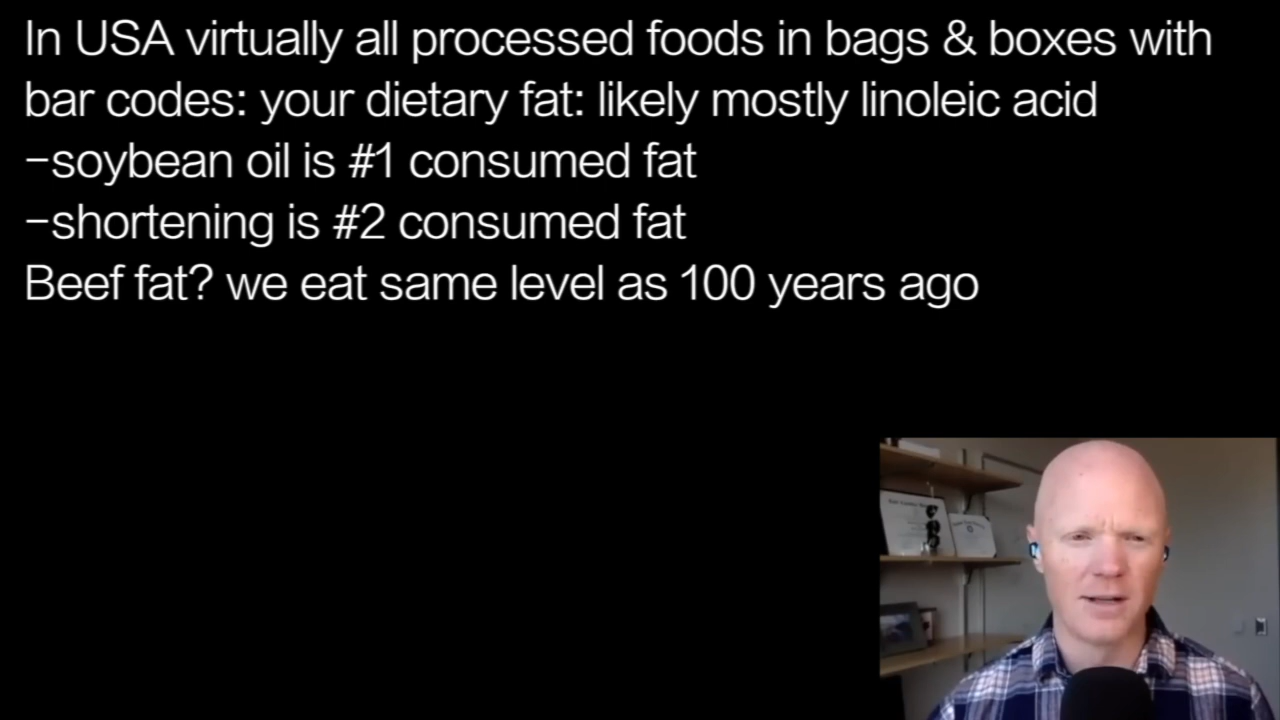 In USA virtually all processed foods in bags & boxes with
bar codes: your dietary fat: likely mostly linoleic acid
–soybean oil is #1 consumed fat
–shortening is #2 consumed fat
Beef fat? we eat same level as 100 years ago